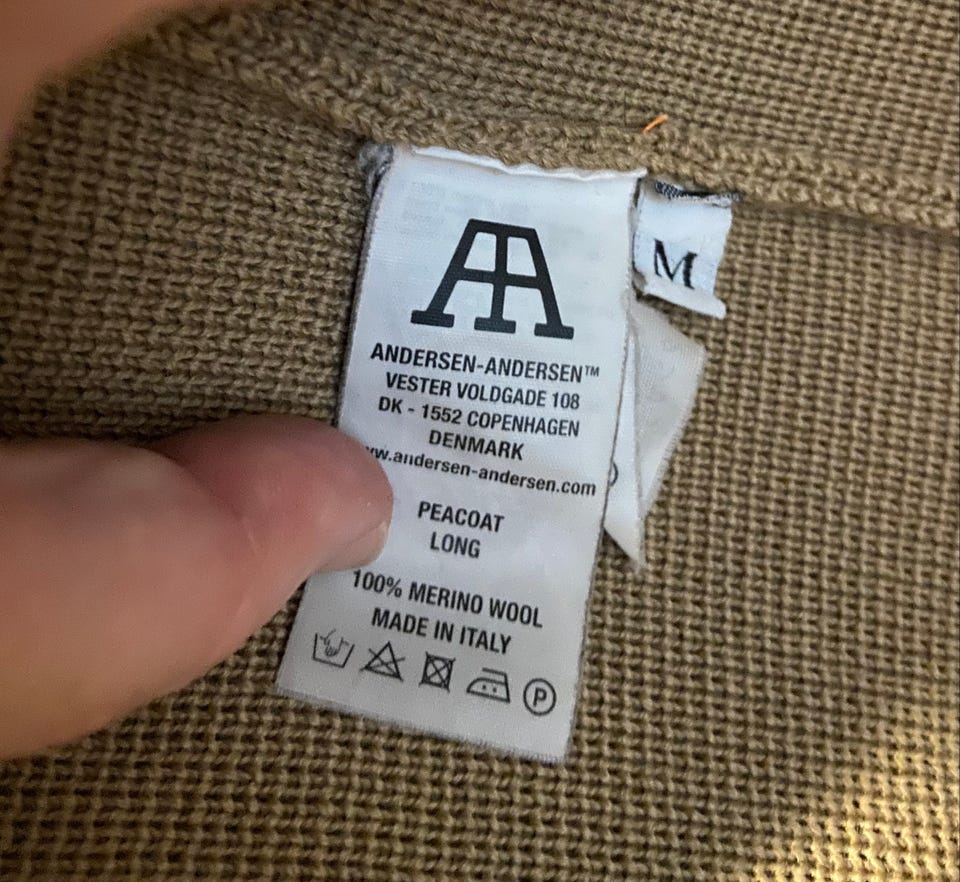 AA
ANDERSEN-ANDERSEN™
VESTER VOLDGADE 108
DK - 1552 COPENHAGEN
DENMARK
www.andersen-andersen.com
PEACOAT
LONG
100% MERINO WOOL
MADE IN ITALY
P
M